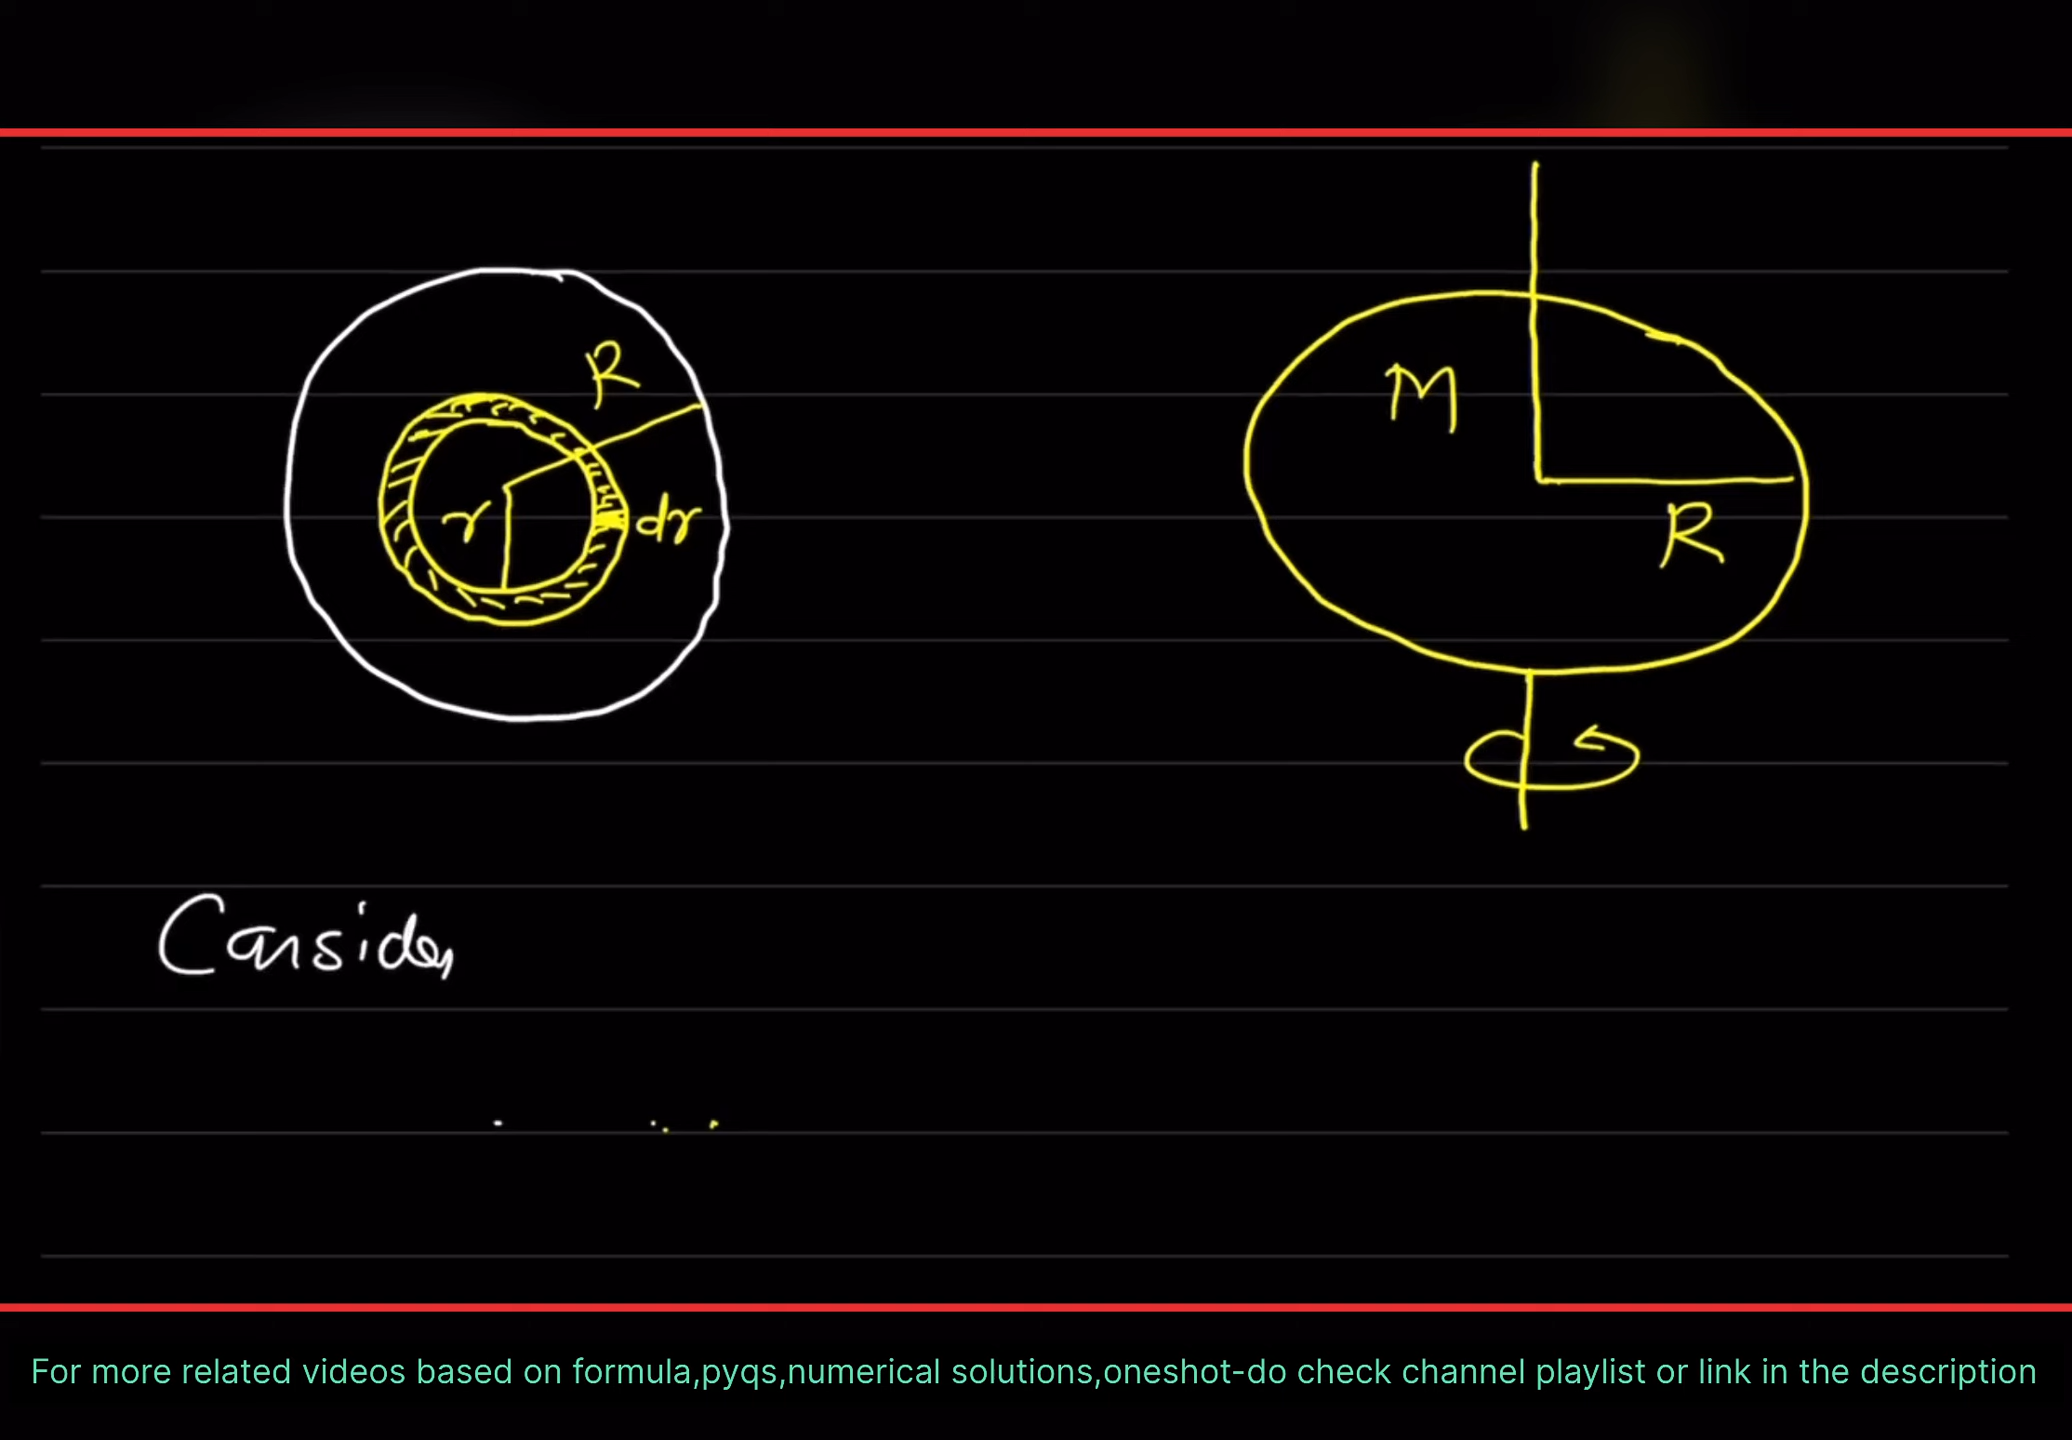 R
r dr
M
R
Consider
For more related videos based on formula,pyqs,numerical solutions,oneshot-do check channel playlist or link in the description